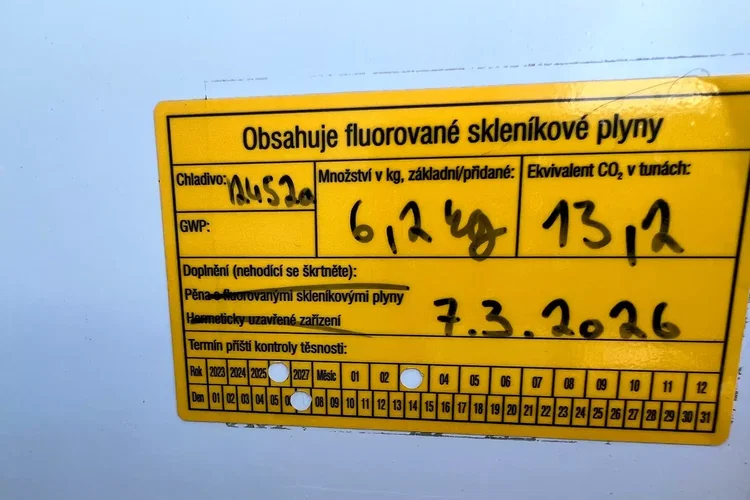 Obsahuje fluorované skleníkové plyny
Chladivo: R452a
Množství v kg, základní/přidané: 6,2 kg
Ekvivalent CO₂ v tunách: 13,2
GWP:
Doplnění (nehodící se škrtněte):
Pěna s fluorovanými skleníkovými plyny
Hermeticky uzavřené zařízení
7.3.2026
Termín příští kontroly těsnosti:
Rok 2023 2024 2025 2027 Měsíc 01 02 04 05 06 07 08 09 10 11 12
Den 01 02 03 04 05 08 09 10 11 12 13 14 15 16 17 18 19 20 21 22 23 24 25 26 27 28 29 30 31